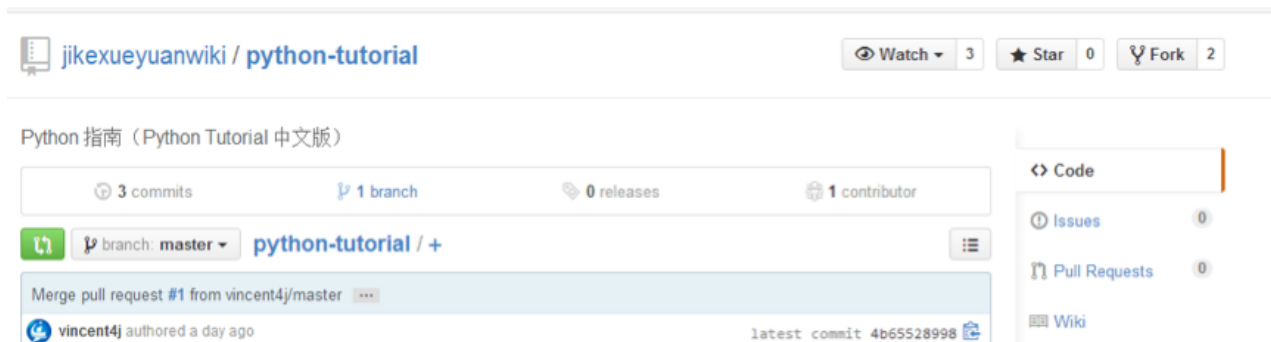 jikexueyuanwiki / python-tutorial
Watch 3 Star 0 Fork 2
Python 指南（Python Tutorial 中文版）
3 commits 1 branch 0 releases 1 contributor
branch: master python-tutorial / +
Merge pull request #1 from vincent4j/master ...
vincent4j authored a day ago latest commit 4b65528998
<> Code
Issues 0
Pull Requests 0
Wiki